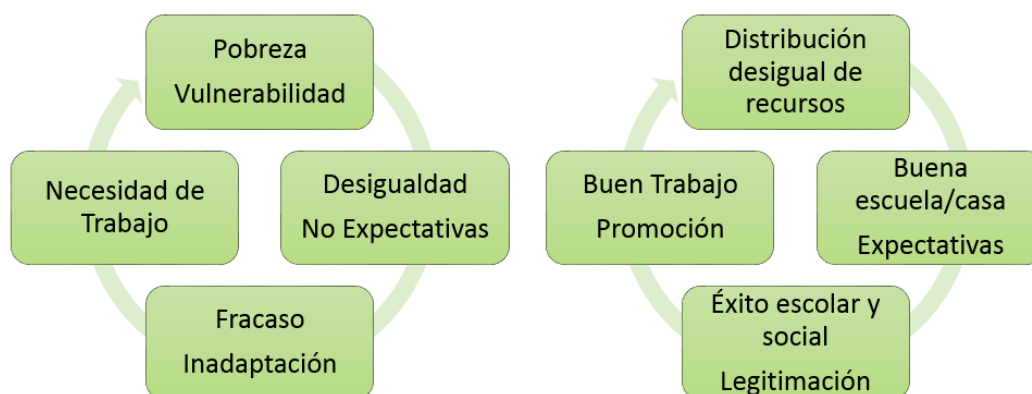 Pobreza
Vulnerabilidad
Desigualdad
No Expectativas
Fracaso
Inadaptación
Necesidad de
Trabajo
Distribución
desigual de
recursos
Buena
escuela/casa
Expectativas
Éxito escolar y
social
Legitimación
Buen Trabajo
Promoción